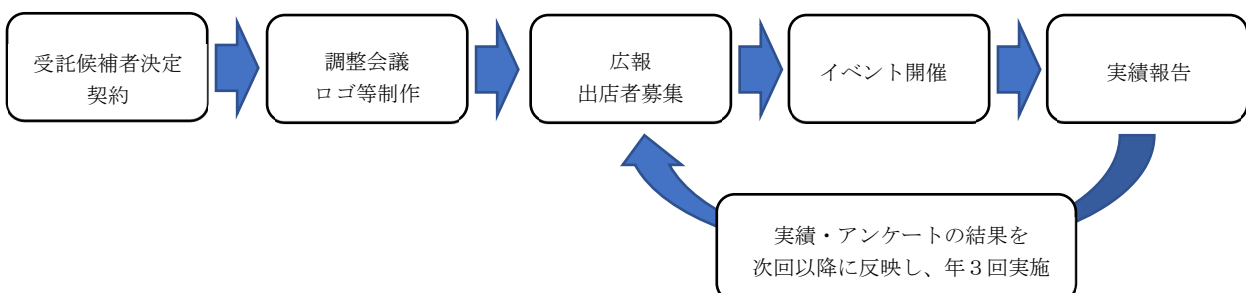 受託候補者決定
契約
調整会議
ロゴ等制作
広報
出店者募集
イベント開催
実績報告
実績・アンケートの結果を
次回以降に反映し、年３回実施